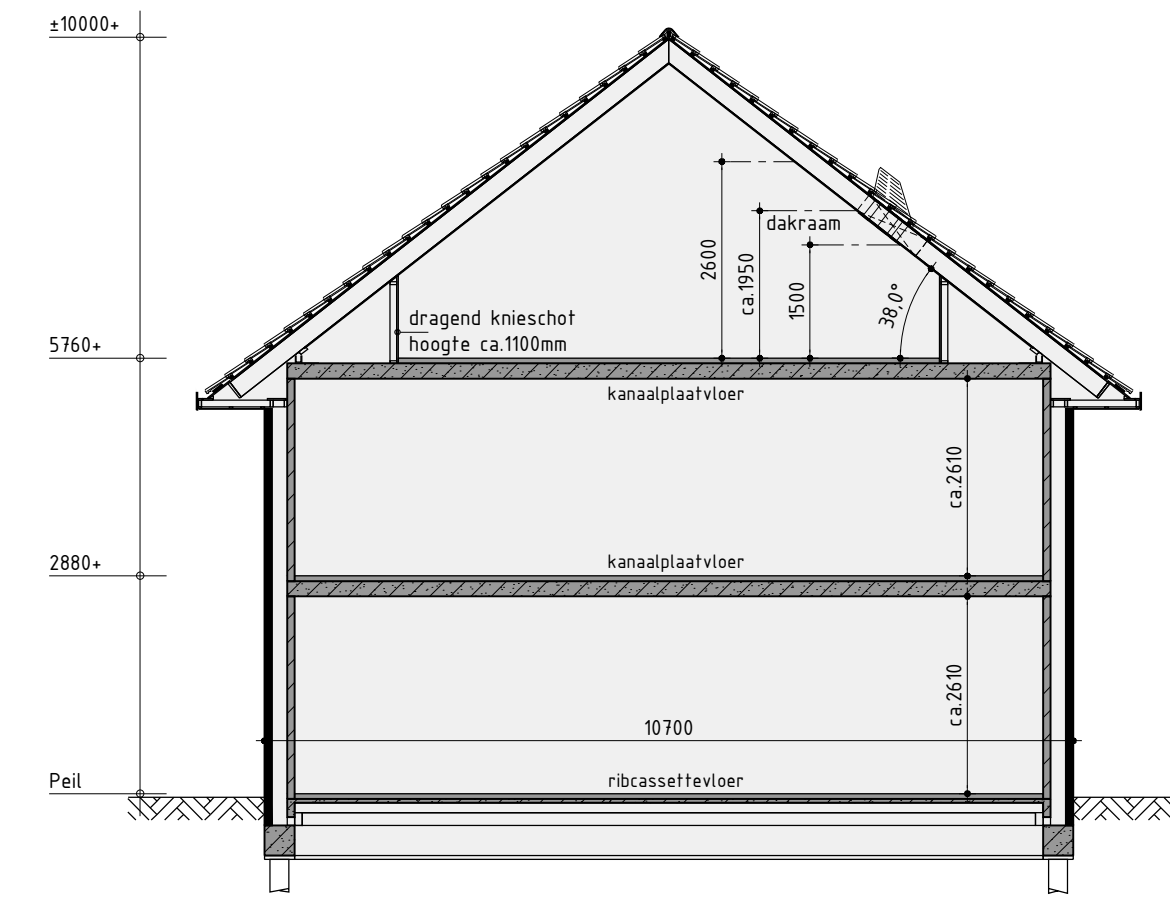 ±10000+
2600
ca.1950
dakraam
1500
38,0°
dragend knieschot
hoogte ca.1100mm
5760+
kanaalplaatvloer
ca.2610
2880+
kanaalplaatvloer
ca.2610
10700
Peil
ribcassettevloer